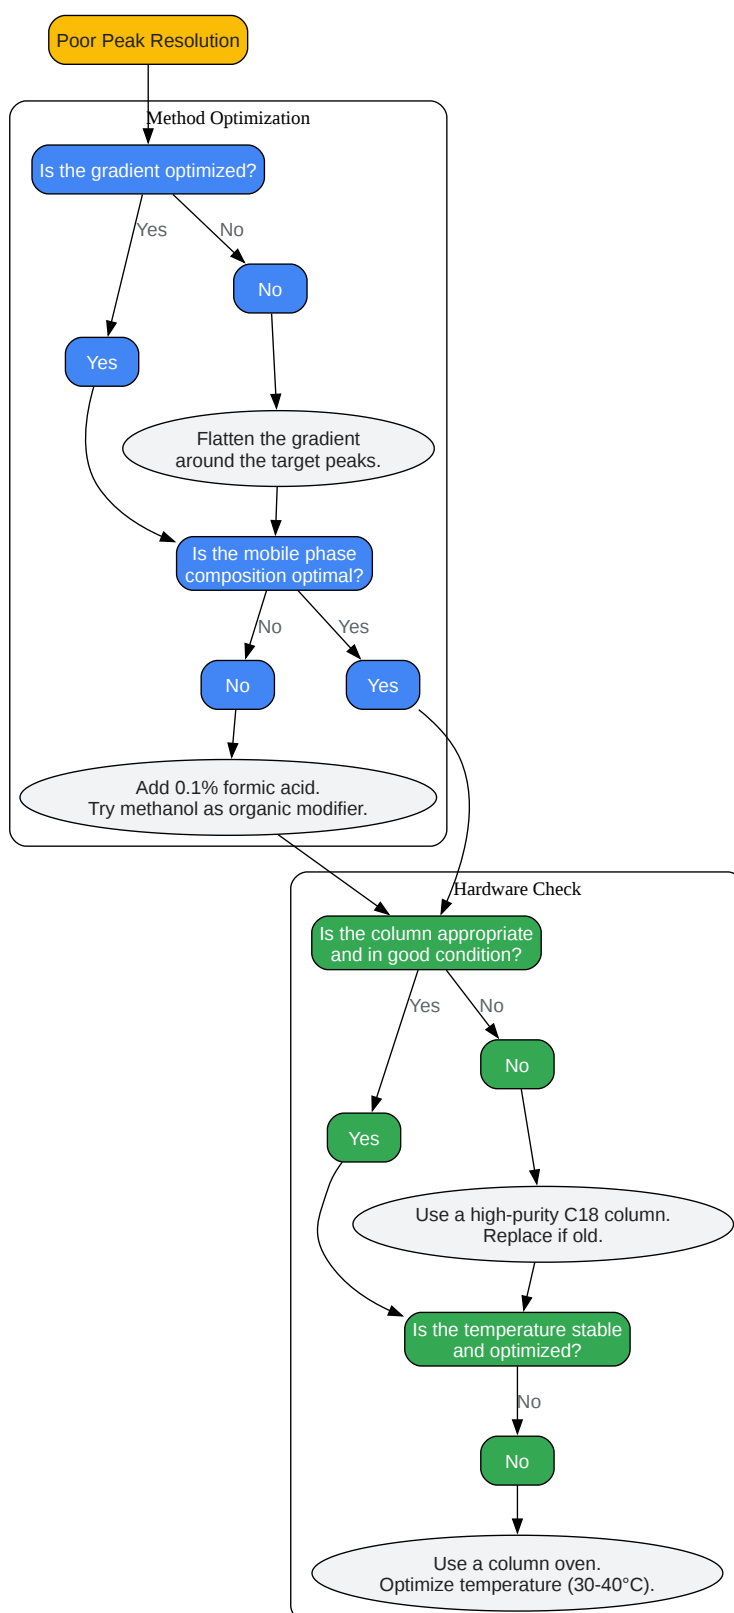 Poor Peak Resolution
Method Optimization
Is the gradient optimized?
Yes
No
No
Yes
Flatten the gradient
around the target peaks.
Is the mobile phase
composition optimal?
No
Yes
No
Yes
Add 0.1% formic acid.
Try methanol as organic modifier.
Hardware Check
Is the column appropriate
and in good condition?
Yes
No
No
Yes
Use a high-purity C18 column.
Replace if old.
Is the temperature stable
and optimized?
No
No
Use a column oven.
Optimize temperature (30-40°C).